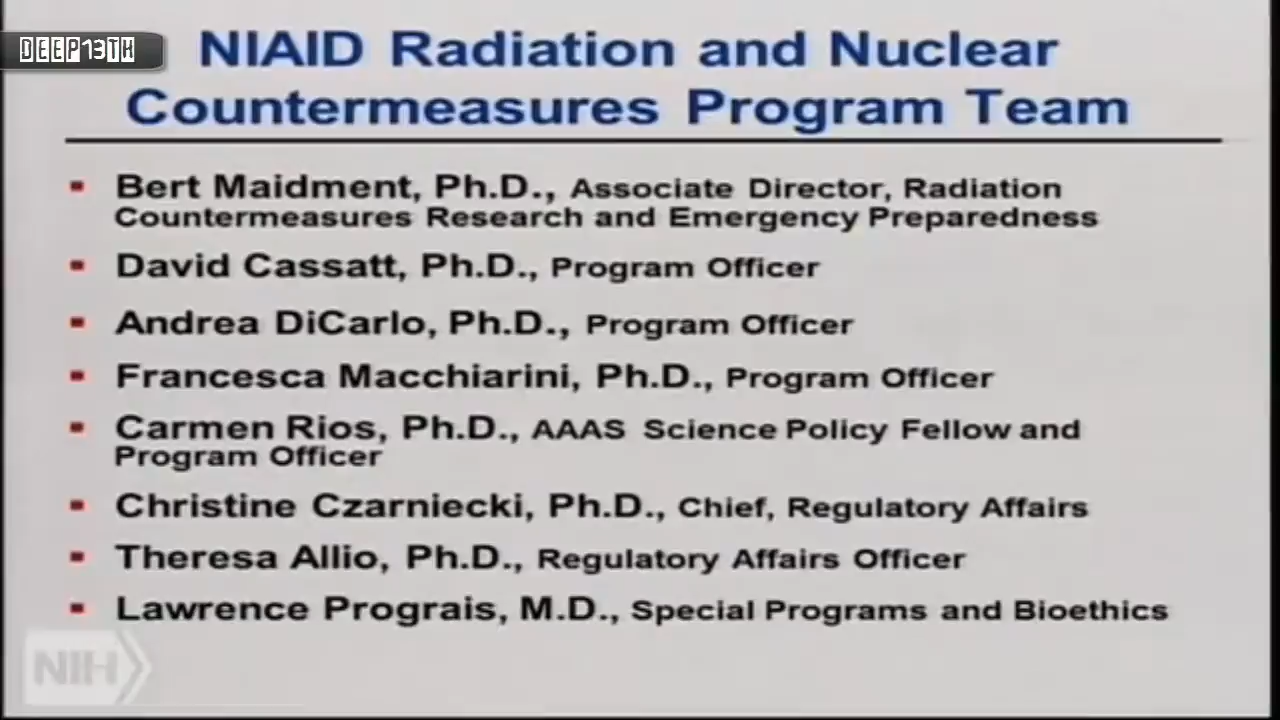 DEEP13TH
NIAID Radiation and Nuclear
Countermeasures Program Team
▪ Bert Maidment, Ph.D., Associate Director, Radiation
Countermeasures Research and Emergency Preparedness
▪ David Cassatt, Ph.D., Program Officer
▪ Andrea DiCarlo, Ph.D., Program Officer
▪ Francesca Macchiarini, Ph.D., Program Officer
▪ Carmen Rios, Ph.D., AAAS Science Policy Fellow and
Program Officer
▪ Christine Czarniecki, Ph.D., Chief, Regulatory Affairs
▪ Theresa Allio, Ph.D., Regulatory Affairs Officer
▪ Lawrence Prograis, M.D., Special Programs and Bioethics
NIH